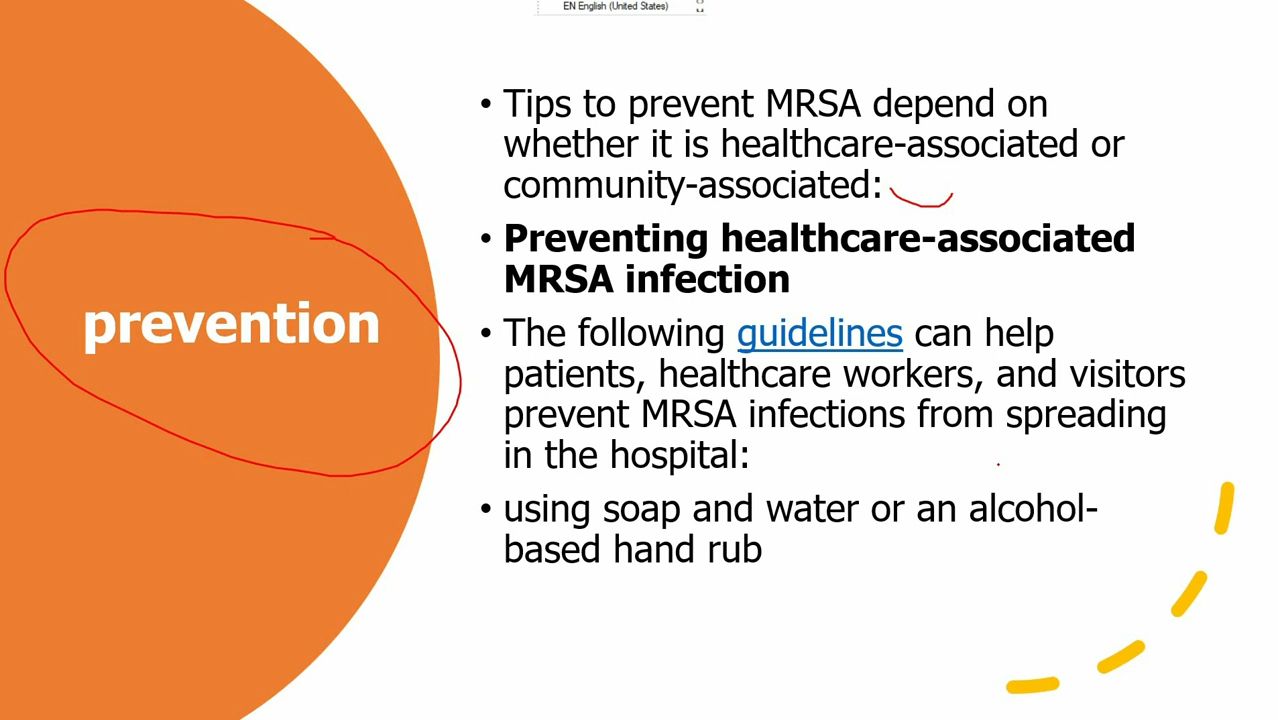 EN English (United States)
prevention
• Tips to prevent MRSA depend on
whether it is healthcare-associated or
community-associated:
• Preventing healthcare-associated
MRSA infection
• The following guidelines can help
patients, healthcare workers, and visitors
prevent MRSA infections from spreading
in the hospital:
• using soap and water or an alcohol-
based hand rub